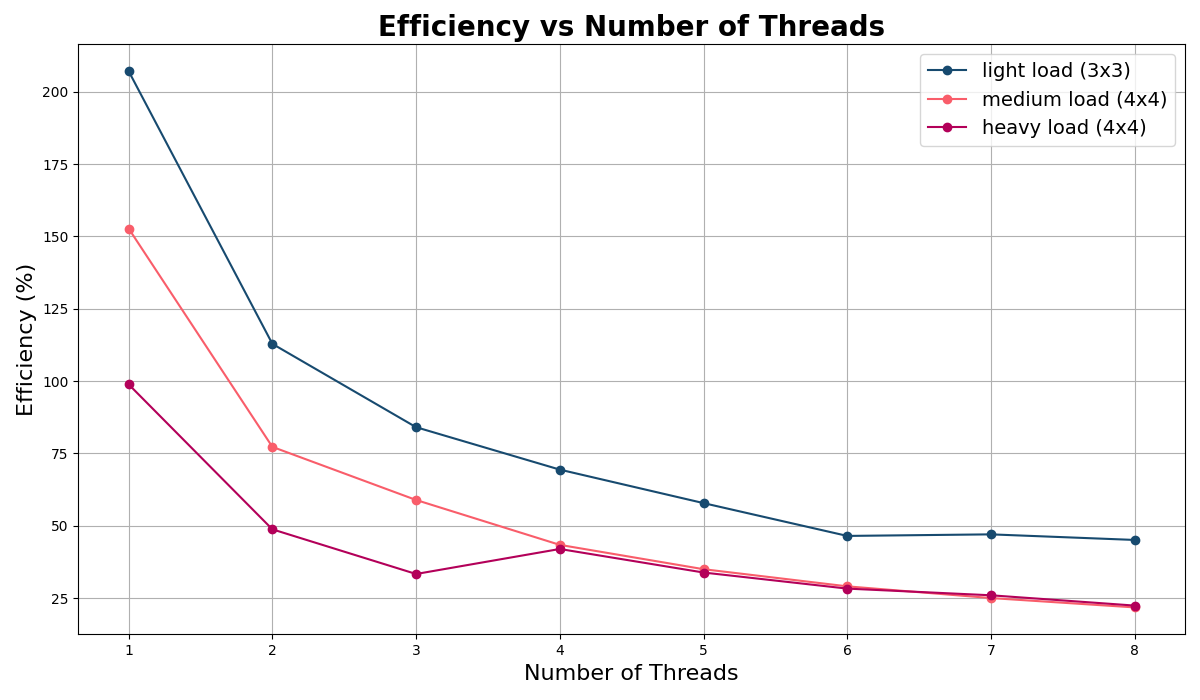 Efficiency vs Number of Threads
light load (3x3)
medium load (4x4)
heavy load (4x4)
Efficiency (%)
200
175
150
125
100
75
50
25
1 2 3 4 5 6 7 8
Number of Threads